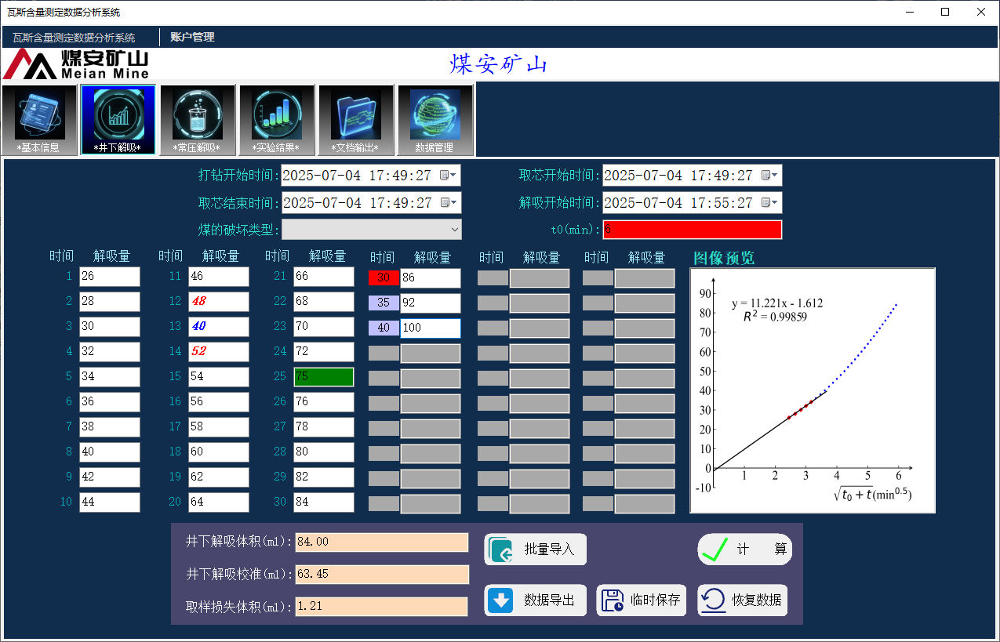 瓦斯含量测定数据分析系统
瓦斯含量测定数据分析系统 账户管理
煤安矿山
Meian Mine
煤安矿山
*基本信息 *井下解吸* *常压解吸* *实验结果* *文档输出* 数据管理
打钻开始时间: 2025-07-04 17:49:27 取芯开始时间: 2025-07-04 17:49:27
取芯结束时间: 2025-07-04 17:49:27 解吸开始时间: 2025-07-04 17:55:27
煤的破坏类型: t0(min): 6
时间 解吸量 时间 解吸量 时间 解吸量 时间 解吸量 时间 解吸量 时间 解吸量 图像预览
1 26 11 46 21 66 30 86
2 28 12 48 22 68 35 92
3 30 13 40 23 70 40 100
4 32 14 52 24 72
5 34 15 54 25 75
6 36 16 56 26 76
7 38 17 58 27 78
8 40 18 60 28 80
9 42 19 62 29 82
10 44 20 64 30 84
y = 11.221x - 1.612
R² = 0.99859
90
80
70
60
50
40
30
20
10
0
-10
1 2 3 4 5 6
√t₀ + t(min⁰·⁵)
井下解吸体积(ml): 84.00 批量导入 计 算
井下解吸校准(ml): 63.45
取样损失体积(ml): 1.21 数据导出 临时保存 恢复数据